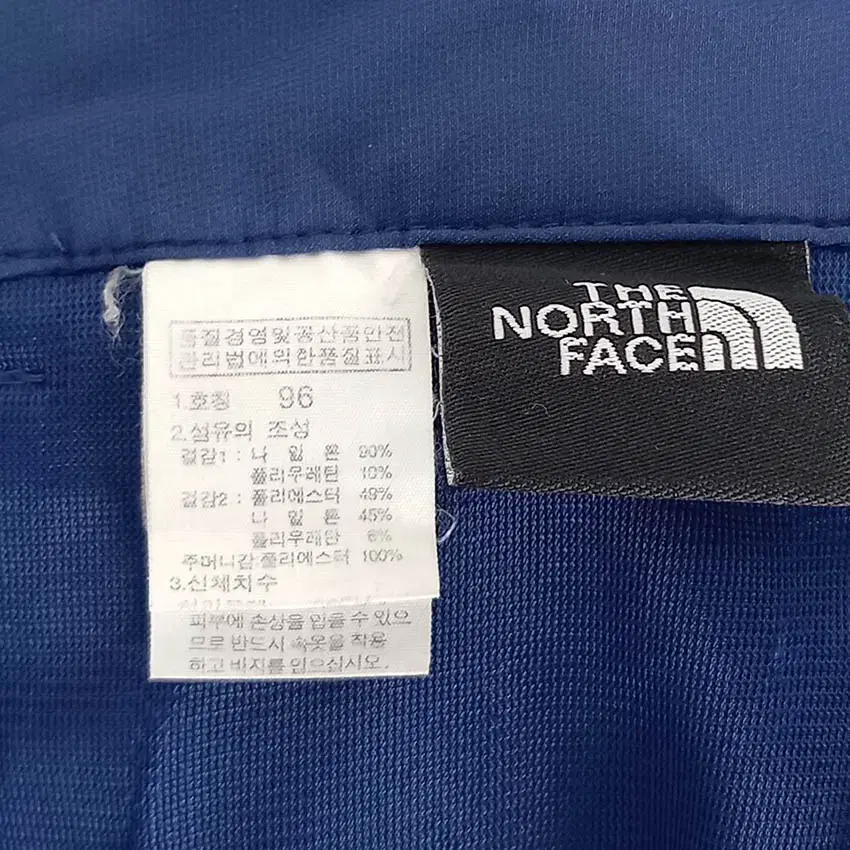 품질경영및공산품안전
관리법에의한품질표시
1.호칭 96
2.섬유의 조성
겉감1 : 나 일 론 90%
폴리우레탄 10%
겉감2 : 폴리에스터 49%
나 일 론 45%
폴리우레탄 6%
주머니감 폴리에스터 100%
3.신체치수
피부에 손상을 입을 수 있으
므로 반드시 속옷을 착용
하고 바지를 입으십시오.
THE
NORTH
FACE